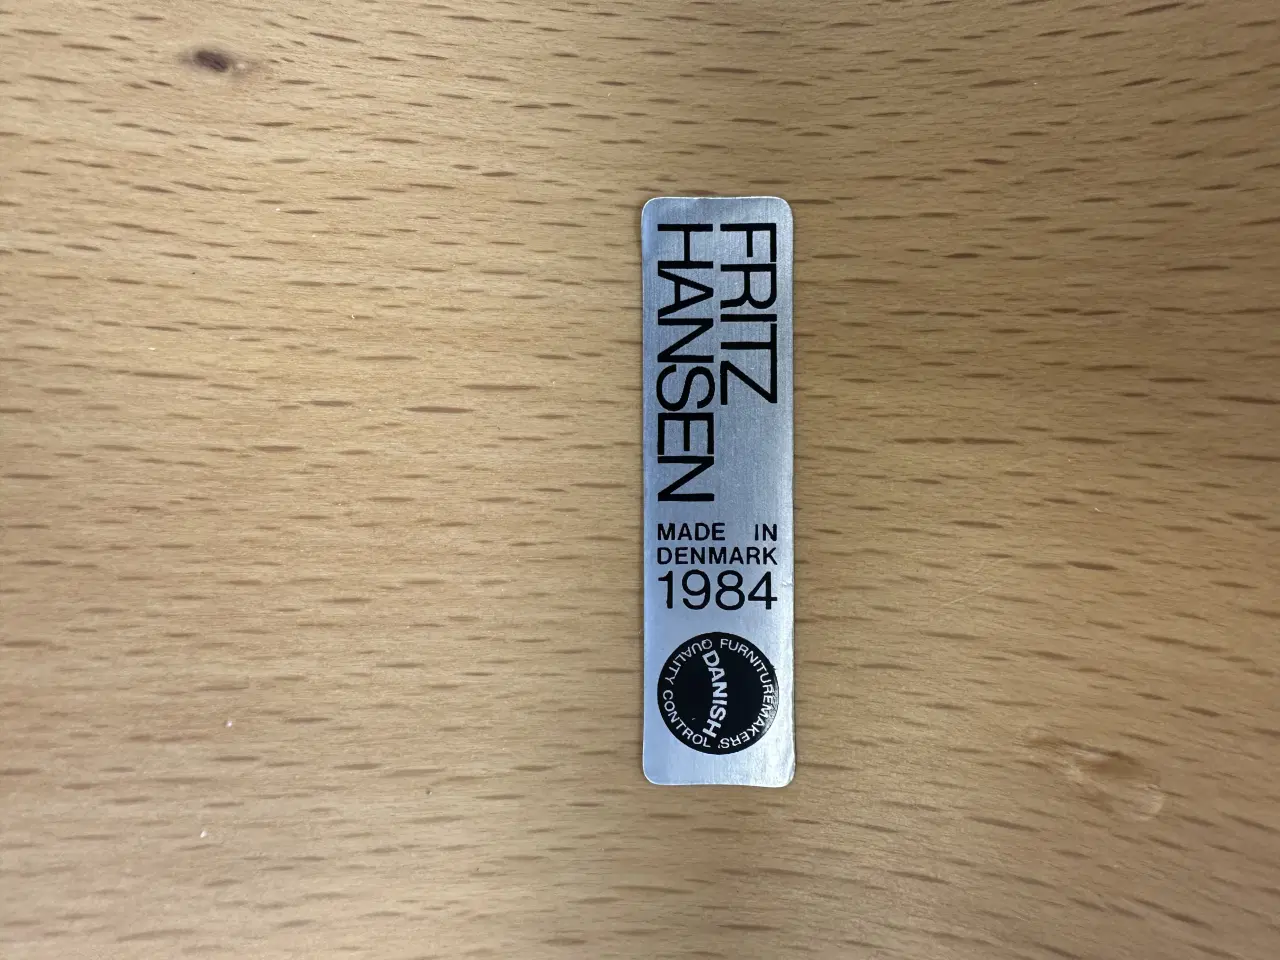 FRITZ
HANSEN
MADE IN
DENMARK
1984
DANISH
FURNITUREMAKERS'
QUALITY CONTROL